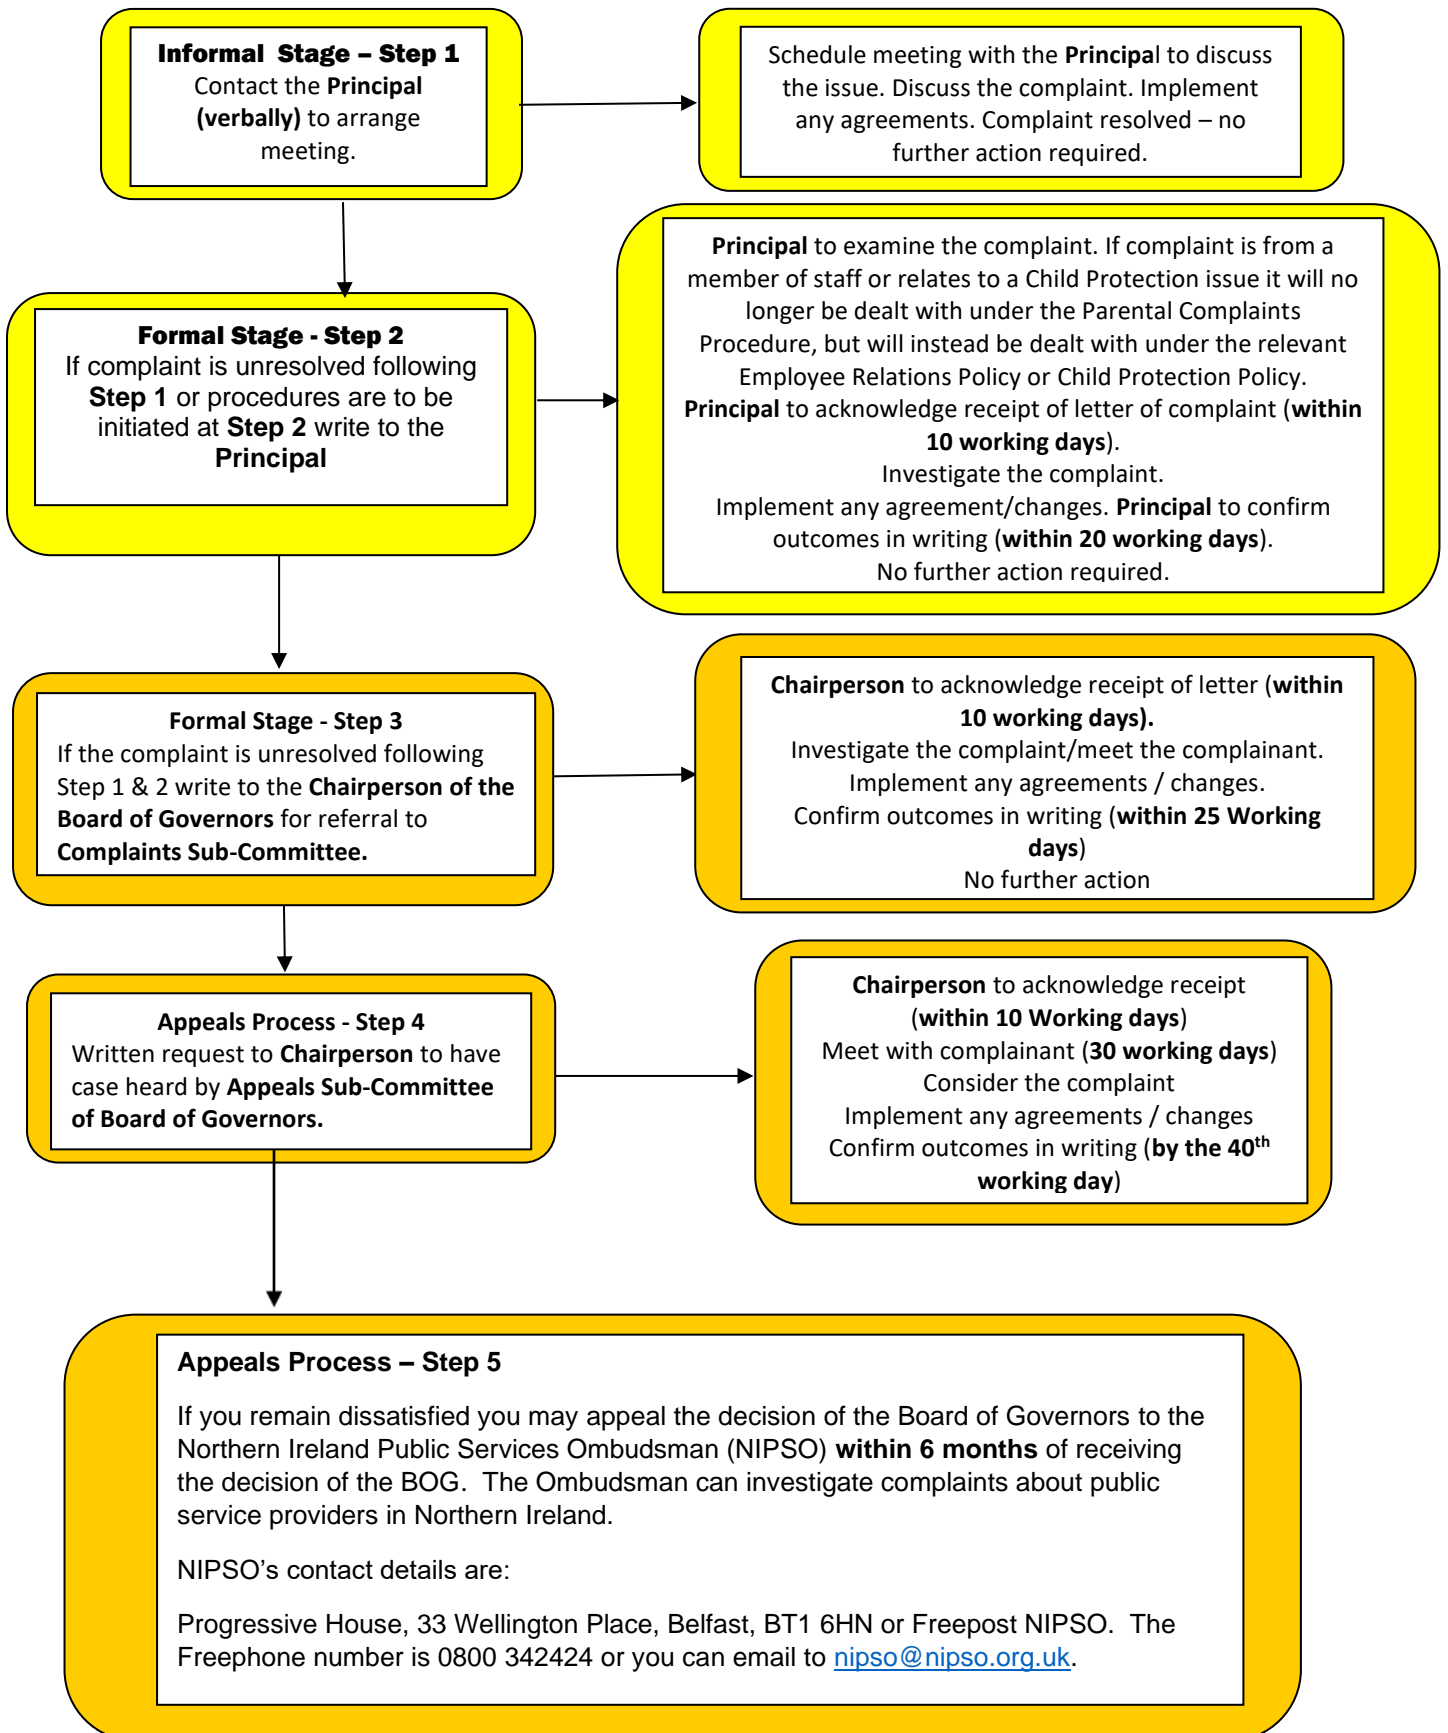 Informal Stage – Step 1
Contact the Principal
(verbally) to arrange
meeting.
Schedule meeting with the Principal to discuss
the issue. Discuss the complaint. Implement
any agreements. Complaint resolved – no
further action required.
Formal Stage - Step 2
If complaint is unresolved following
Step 1 or procedures are to be
initiated at Step 2 write to the
Principal
Principal to examine the complaint. If complaint is from a
member of staff or relates to a Child Protection issue it will no
longer be dealt with under the Parental Complaints
Procedure, but will instead be dealt with under the relevant
Employee Relations Policy or Child Protection Policy.
Principal to acknowledge receipt of letter of complaint (within
10 working days).
Investigate the complaint.
Implement any agreement/changes. Principal to confirm
outcomes in writing (within 20 working days).
No further action required.
Formal Stage - Step 3
If the complaint is unresolved following
Step 1 & 2 write to the Chairperson of the
Board of Governors for referral to
Complaints Sub-Committee.
Chairperson to acknowledge receipt of letter (within
10 working days).
Investigate the complaint/meet the complainant.
Implement any agreements / changes.
Confirm outcomes in writing (within 25 Working
days)
No further action
Appeals Process - Step 4
Written request to Chairperson to have
case heard by Appeals Sub-Committee
of Board of Governors.
Chairperson to acknowledge receipt
(within 10 Working days)
Meet with complainant (30 working days)
Consider the complaint
Implement any agreements / changes
Confirm outcomes in writing (by the 40th
working day)
Appeals Process – Step 5
If you remain dissatisfied you may appeal the decision of the Board of Governors to the
Northern Ireland Public Services Ombudsman (NIPSO) within 6 months of receiving
the decision of the BOG. The Ombudsman can investigate complaints about public
service providers in Northern Ireland.
NIPSO’s contact details are:
Progressive House, 33 Wellington Place, Belfast, BT1 6HN or Freepost NIPSO. The
Freephone number is 0800 342424 or you can email to nipso@nipso.org.uk.